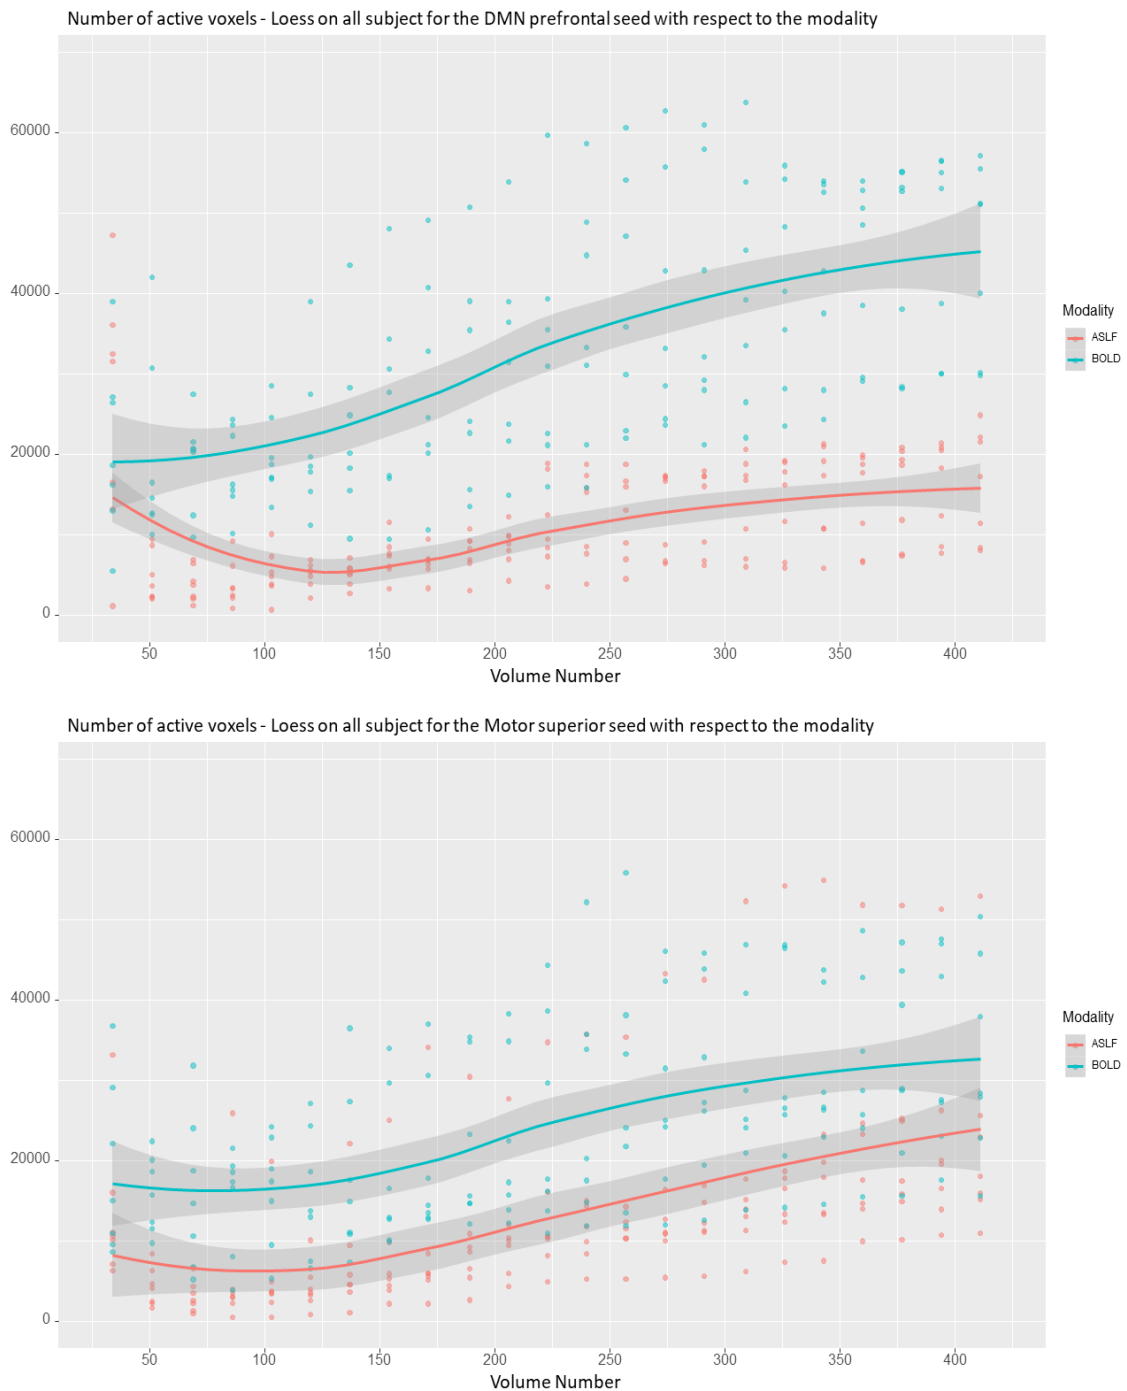 Number of active voxels - Loess on all subject for the DMN prefrontal seed with respect to the modality
60000
40000
20000
0
50 100 150 200 250 300 350 400
Volume Number
Modality
ASLF
BOLD
Number of active voxels - Loess on all subject for the Motor superior seed with respect to the modality
60000
40000
20000
0
50 100 150 200 250 300 350 400
Volume Number
Modality
ASLF
BOLD